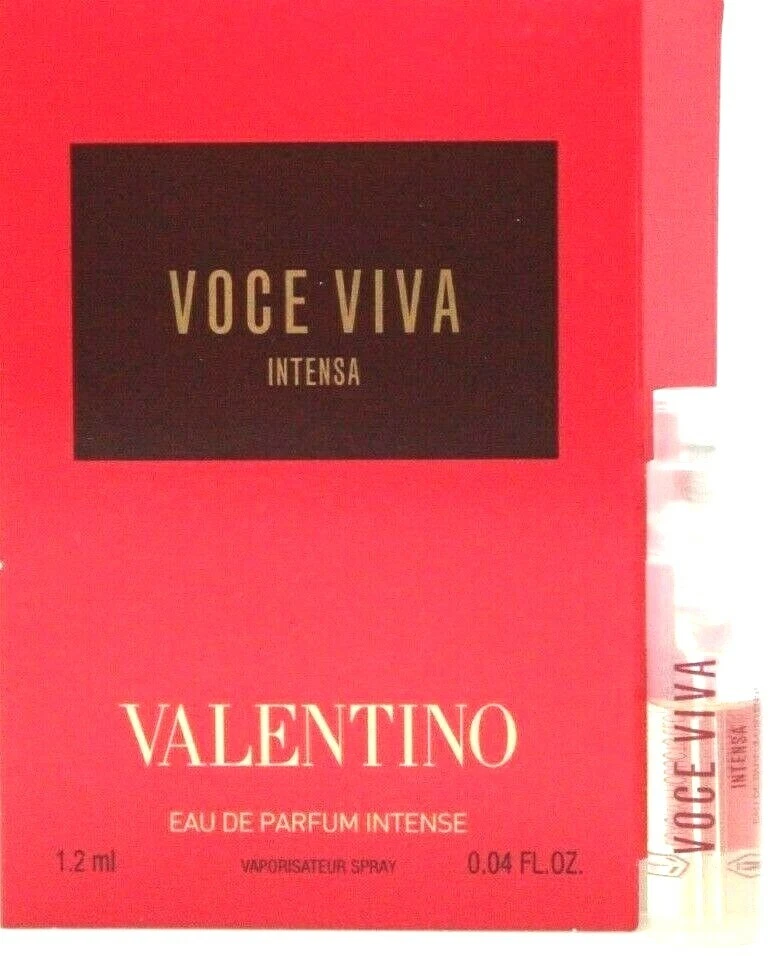 VOCE VIVA
INTENSA
VALENTINO
EAU DE PARFUM INTENSE
1.2 ml VAPORISATEUR SPRAY 0.04 FL.OZ.
VOCE VIVA
INTENSA